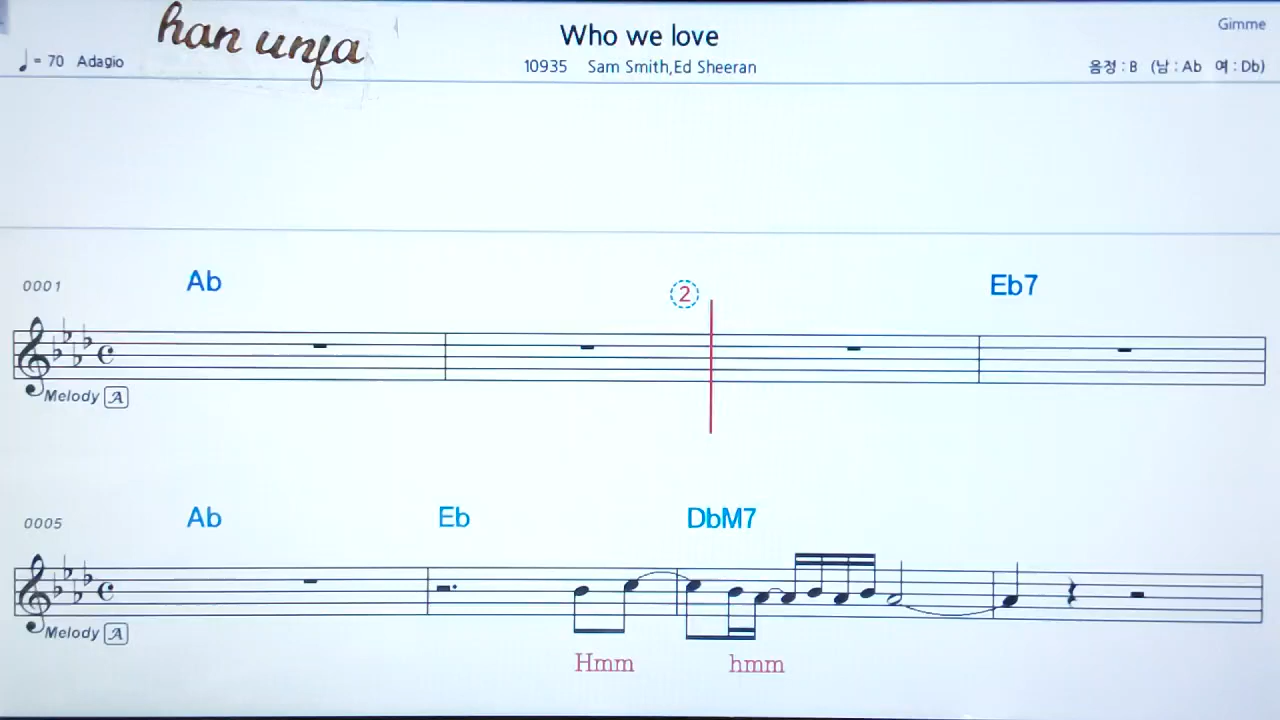 han unfa
Who we love
Gimme
♩ = 70 Adagio
10935 Sam Smith,Ed Sheeran
음정 : B (남 : Ab 여 : Db)
0001 Ab ② Eb7
Melody A
0005 Ab Eb DbM7
Melody A
Hmm hmm